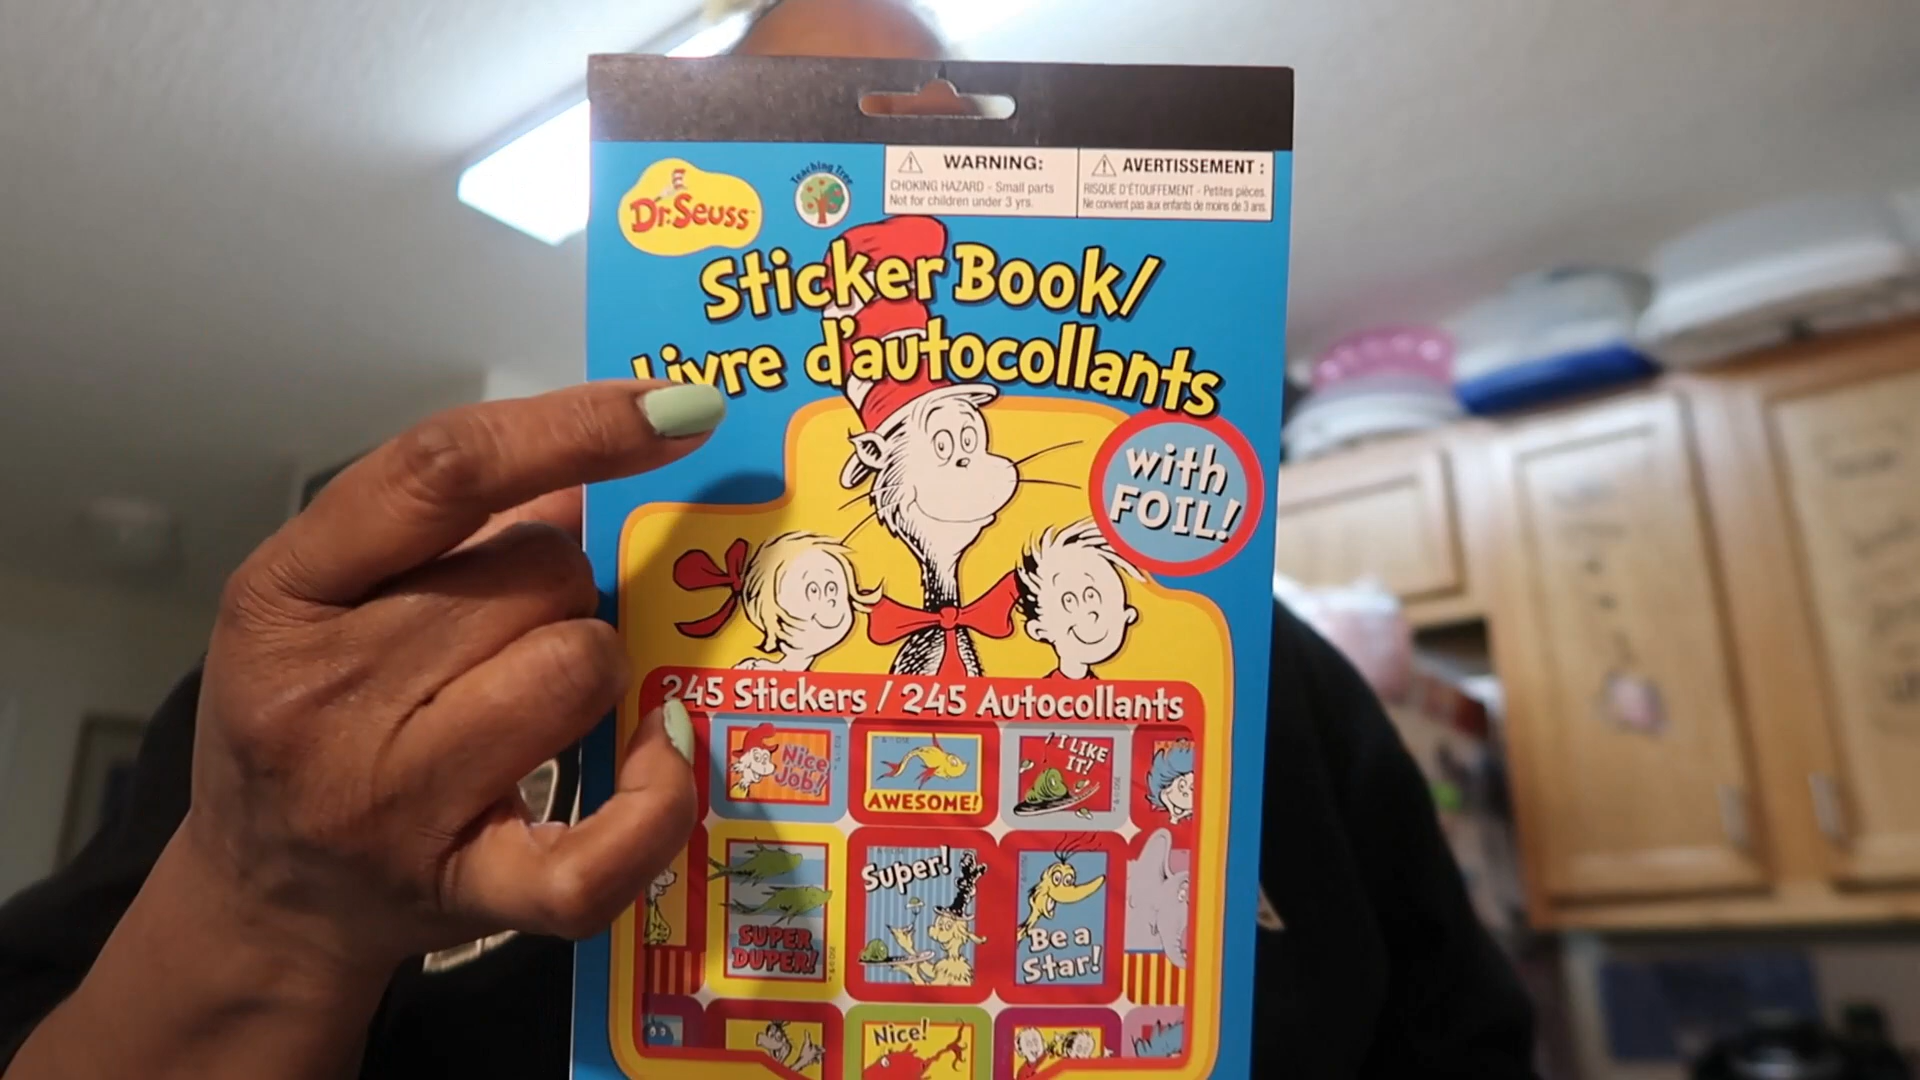 Dr. Seuss
Teaching Tree
WARNING:
CHOKING HAZARD - Small parts
Not for children under 3 yrs.
AVERTISSEMENT :
RISQUE D'ÉTOUFFEMENT - Petites pièces.
Ne convient pas aux enfants de moins de 3 ans.
Sticker Book/
Livre d'autocollants
with
FOIL!
245 Stickers / 245 Autocollants
Nice
Job!
AWESOME!
I LIKE
IT!
SUPER
DUPER!
Super!
Be a
Star!
Nice!